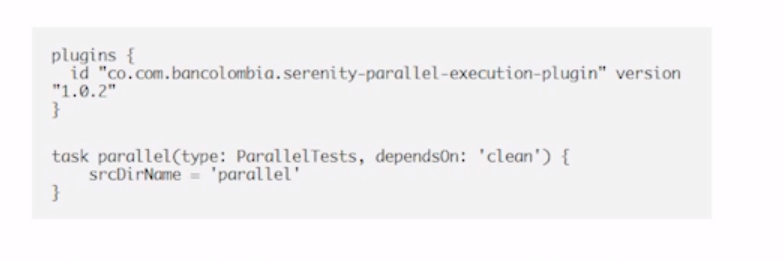 plugins {
id "co.com.bancolombia.serenity-parallel-execution-plugin" version
"1.0.2"
}
task parallel(type: ParallelTests, dependsOn: 'clean') {
srcDirName = 'parallel'
}